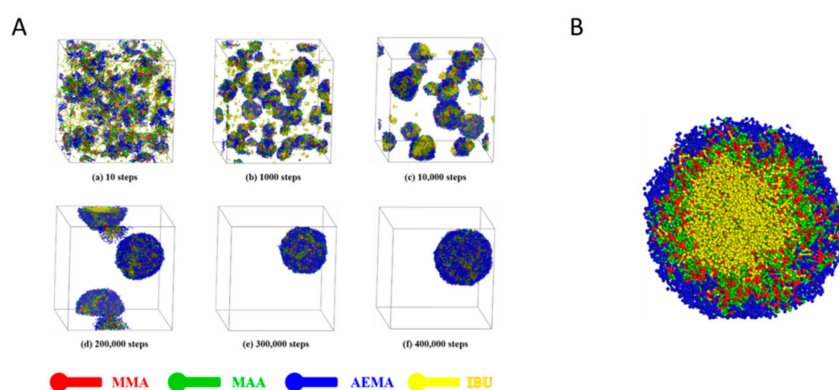 A
B
(a) 10 steps
(b) 1000 steps
(c) 10,000 steps
(d) 200,000 steps
(e) 300,000 steps
(f) 400,000 steps
MMA MAA AEMA IBU